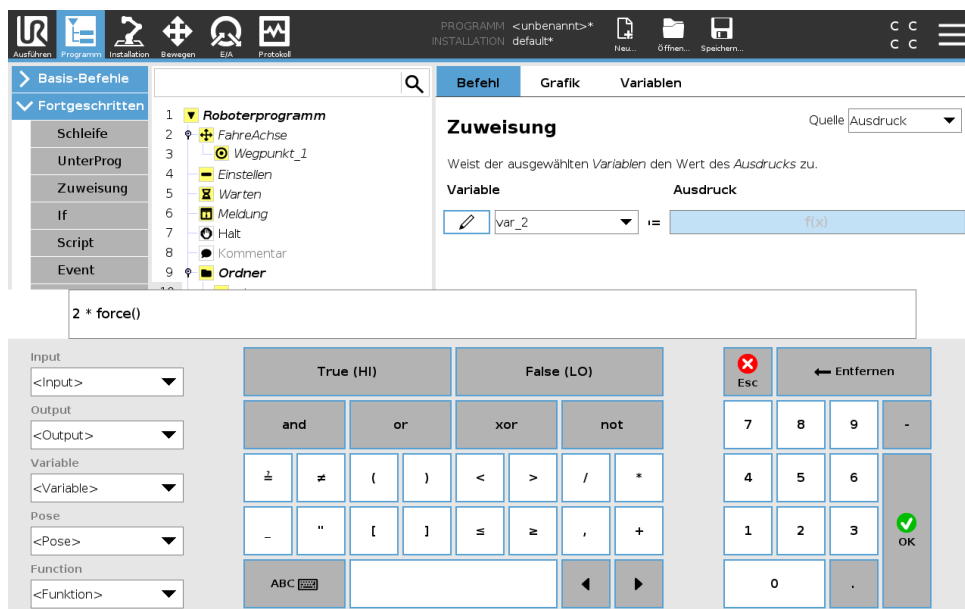 PROGRAMM <unbenannt>*
INSTALLATION default*
Ausführen Programm Installation Bewegen E/A Protokoll Neu... Öffnen... Speichern...
C C
C C
Basis-Befehle
Fortgeschritten
Schleife
UnterProg
Zuweisung
If
Script
Event
1 Roboterprogramm
2 FahreAchse
3 Wegpunkt_1
4 Einstellen
5 Warten
6 Meldung
7 Halt
8 Kommentar
9 Ordner
Befehl Grafik Variablen
Zuweisung
Quelle Ausdruck
Weist der ausgewählten Variablen den Wert des Ausdrucks zu.
Variable Ausdruck
var_2 := f(x)
2 * force()
Input
<Input>
Output
<Output>
Variable
<Variable>
Pose
<Pose>
Function
<Funktion>
True (HI) False (LO)
and or xor not
≟ ≠ ( ) < > / *
_ " [ ] ≤ ≥ , +
ABC
Esc Entfernen
7 8 9 -
4 5 6
1 2 3 OK
0 .